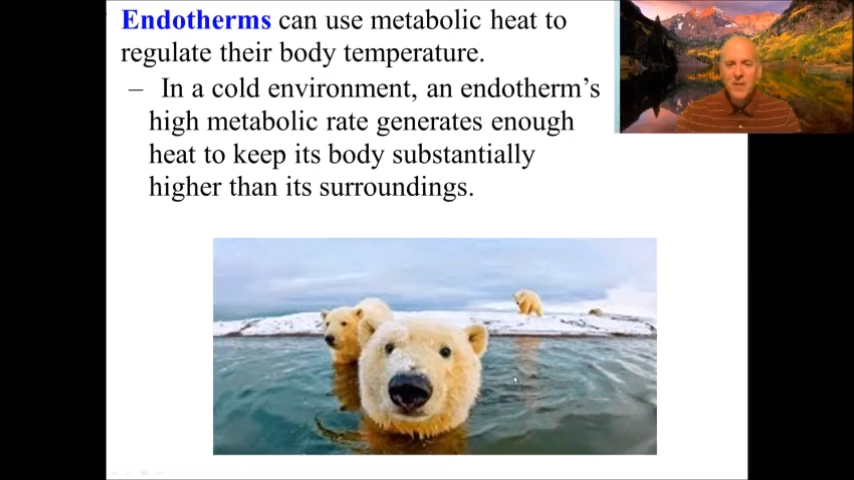 Endotherms can use metabolic heat to
regulate their body temperature.
– In a cold environment, an endotherm’s
high metabolic rate generates enough
heat to keep its body substantially
higher than its surroundings.